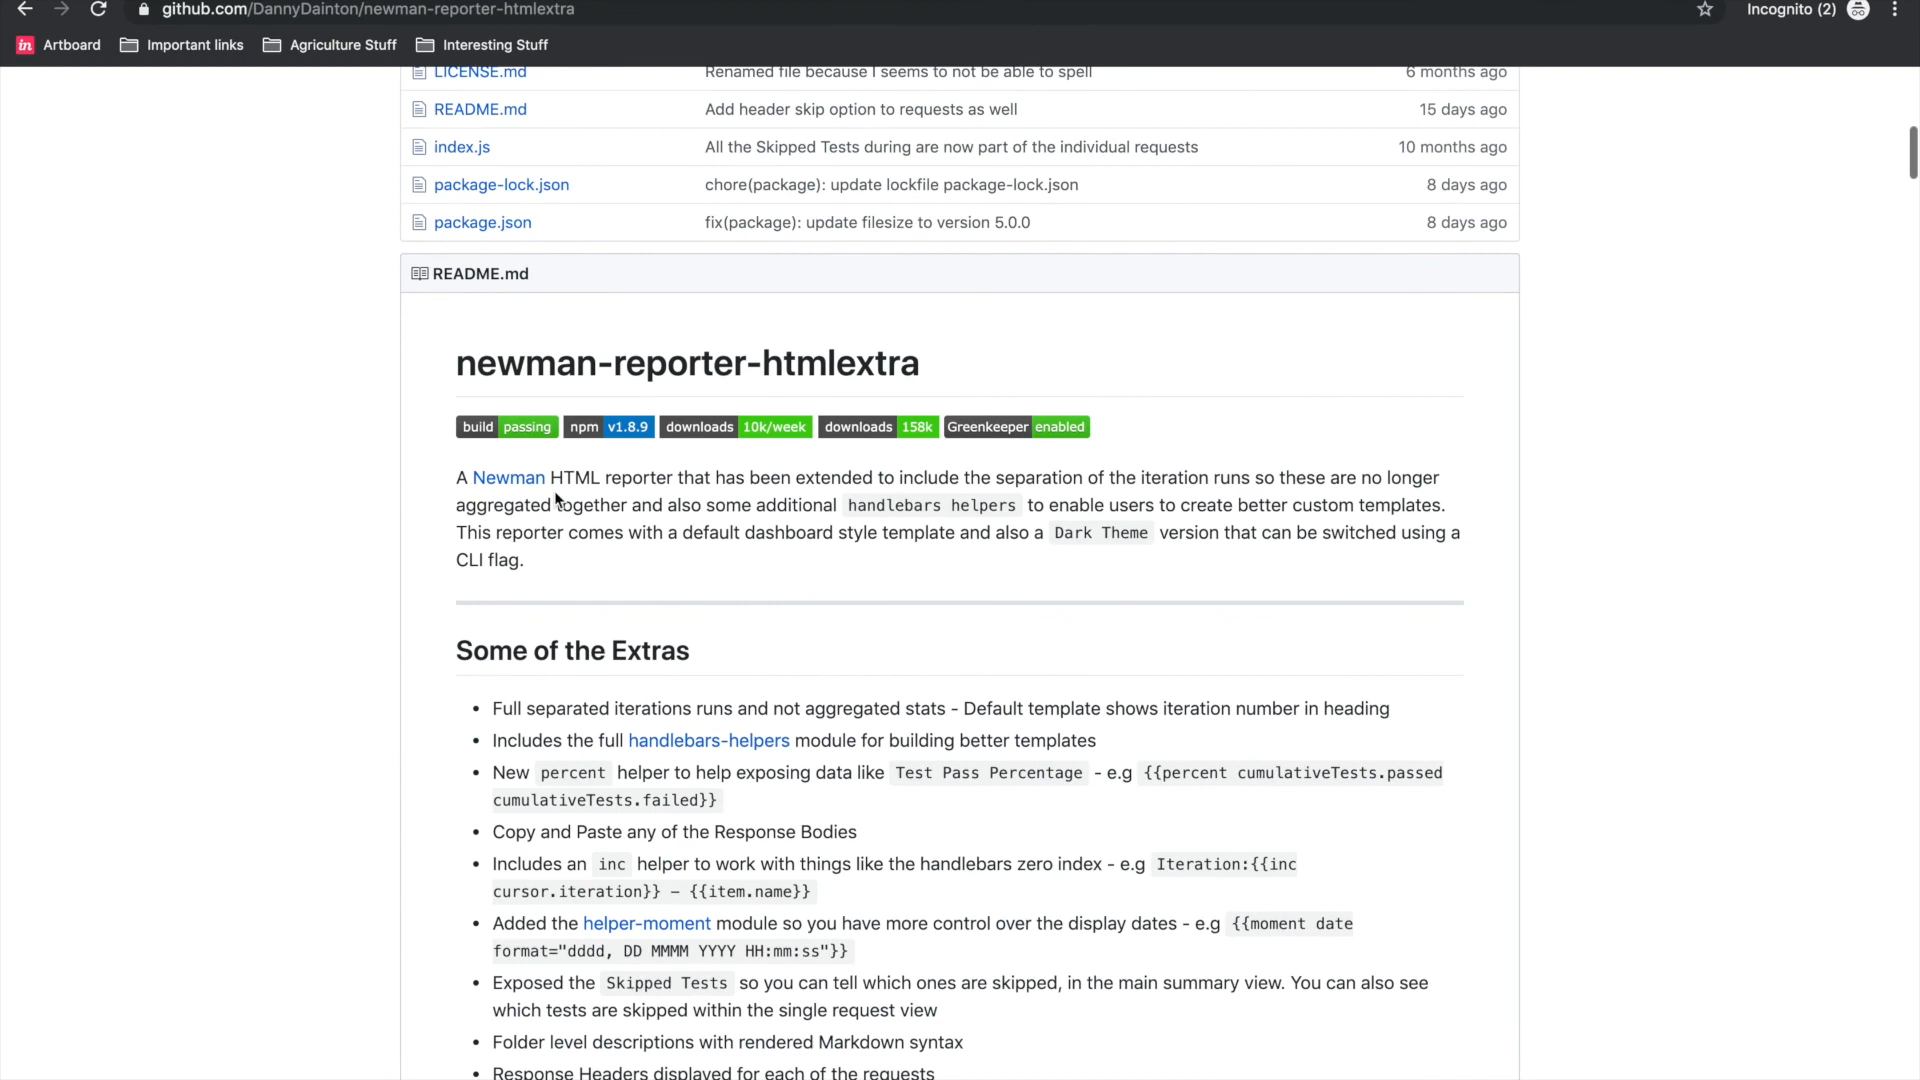 github.com/DannyDainton/newman-reporter-htmlextra
Incognito (2)
in Artboard Important links Agriculture Stuff Interesting Stuff
LICENSE.md Renamed file because I seems to not be able to spell 6 months ago
README.md Add header skip option to requests as well 15 days ago
index.js All the Skipped Tests during are now part of the individual requests 10 months ago
package-lock.json chore(package): update lockfile package-lock.json 8 days ago
package.json fix(package): update filesize to version 5.0.0 8 days ago
README.md
newman-reporter-htmlextra
build passing npm v1.8.9 downloads 10k/week downloads 158k Greenkeeper enabled
A Newman HTML reporter that has been extended to include the separation of the iteration runs so these are no longer
aggregated together and also some additional handlebars helpers to enable users to create better custom templates.
This reporter comes with a default dashboard style template and also a Dark Theme version that can be switched using a
CLI flag.
Some of the Extras
• Full separated iterations runs and not aggregated stats - Default template shows iteration number in heading
• Includes the full handlebars-helpers module for building better templates
• New percent helper to help exposing data like Test Pass Percentage - e.g {{percent cumulativeTests.passed
cumulativeTests.failed}}
• Copy and Paste any of the Response Bodies
• Includes an inc helper to work with things like the handlebars zero index - e.g Iteration:{{inc
cursor.iteration}} – {{item.name}}
• Added the helper-moment module so you have more control over the display dates - e.g {{moment date
format="dddd, DD MMMM YYYY HH:mm:ss"}}
• Exposed the Skipped Tests so you can tell which ones are skipped, in the main summary view. You can also see
which tests are skipped within the single request view
• Folder level descriptions with rendered Markdown syntax
• Response Headers displayed for each of the requests